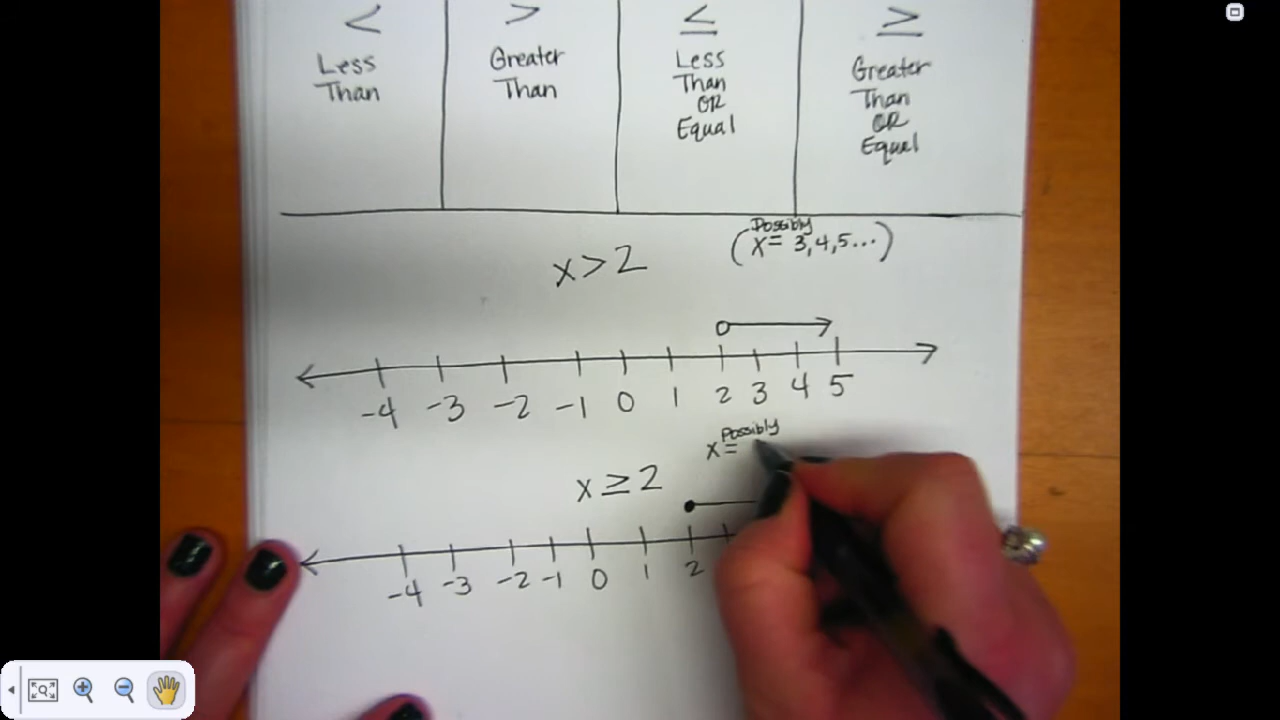 < > ≤ ≥
Less
Than
Greater
Than
Less
Than
OR
Equal
Greater
Than
OR
Equal
x > 2
Possibly
(x = 3, 4, 5...)
-4 -3 -2 -1 0 1 2 3 4 5
Possibly
x =
x ≥ 2
-4 -3 -2 -1 0 1 2